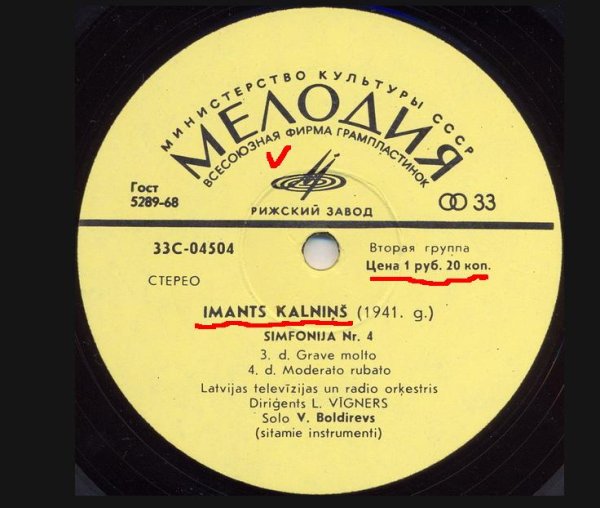 МИНИСТЕРСТВО КУЛЬТУРЫ СССР
МЕЛОДИЯ
ВСЕСОЮЗНАЯ ФИРМА ГРАМПЛАСТИНОК
Гост
5289-68
33
РИЖСКИЙ ЗАВОД
33С-04504
Вторая группа
Цена 1 руб. 20 коп.
СТЕРЕО
IMANTS KALNIŅŠ (1941. g.)
SIMFONIJA Nr. 4
3. d. Grave molto
4. d. Moderato rubato
Latvijas televīzijas un radio orķestris
Diriģents L. VĪGNERS
Solo V. Boldirevs
(sitamie instrumenti)